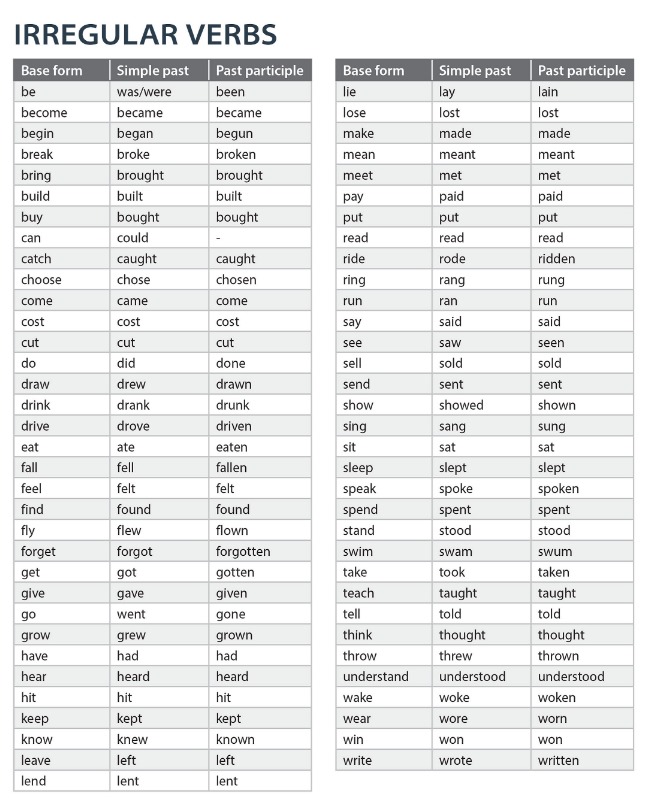 IRREGULAR VERBS
Base form Simple past Past participle
be was/were been
become became became
begin began begun
break broke broken
bring brought brought
build built built
buy bought bought
can could -
catch caught caught
choose chose chosen
come came come
cost cost cost
cut cut cut
do did done
draw drew drawn
drink drank drunk
drive drove driven
eat ate eaten
fall fell fallen
feel felt felt
find found found
fly flew flown
forget forgot forgotten
get got gotten
give gave given
go went gone
grow grew grown
have had had
hear heard heard
hit hit hit
keep kept kept
know knew known
leave left left
lend lent lent
Base form Simple past Past participle
lie lay lain
lose lost lost
make made made
mean meant meant
meet met met
pay paid paid
put put put
read read read
ride rode ridden
ring rang rung
run ran run
say said said
see saw seen
sell sold sold
send sent sent
show showed shown
sing sang sung
sit sat sat
sleep slept slept
speak spoke spoken
spend spent spent
stand stood stood
swim swam swum
take took taken
teach taught taught
tell told told
think thought thought
throw threw thrown
understand understood understood
wake woke woken
wear wore worn
win won won
write wrote written